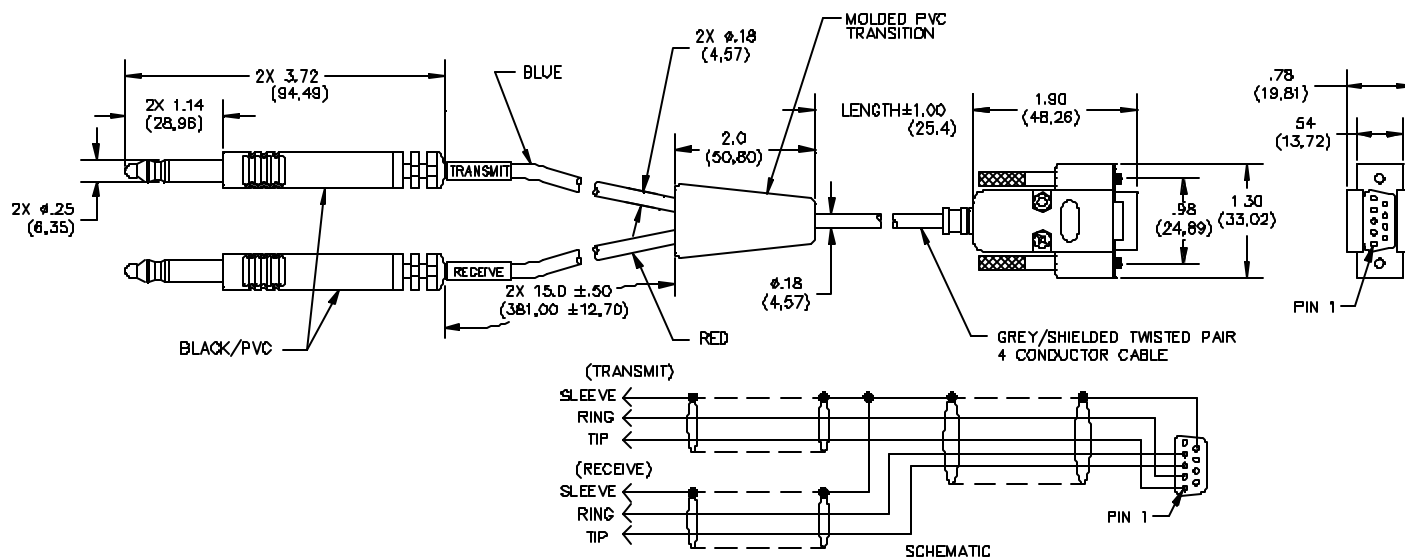 MOLDED PVC
TRANSITION
2X ø.18
(4,57)
2X 3.72
(94,49)
BLUE
.78
(19,81)
2X 1.14
(28,96)
LENGTH±1.00
(25.4)
1.90
(48,26)
.54
(13,72)
2.0
(50,80)
TRANSMIT
2X ø.25
(6,35)
.98
(24,89)
1.30
(33,02)
RECEIVE
2X 15.0 ±.50
(381,00 ±12,70)
ø.18
(4,57)
PIN 1
BLACK/PVC
RED
GREY/SHIELDED TWISTED PAIR
4 CONDUCTOR CABLE
(TRANSMIT)
SLEEVE
RING
TIP
(RECEIVE)
SLEEVE
RING
TIP
PIN 1
SCHEMATIC